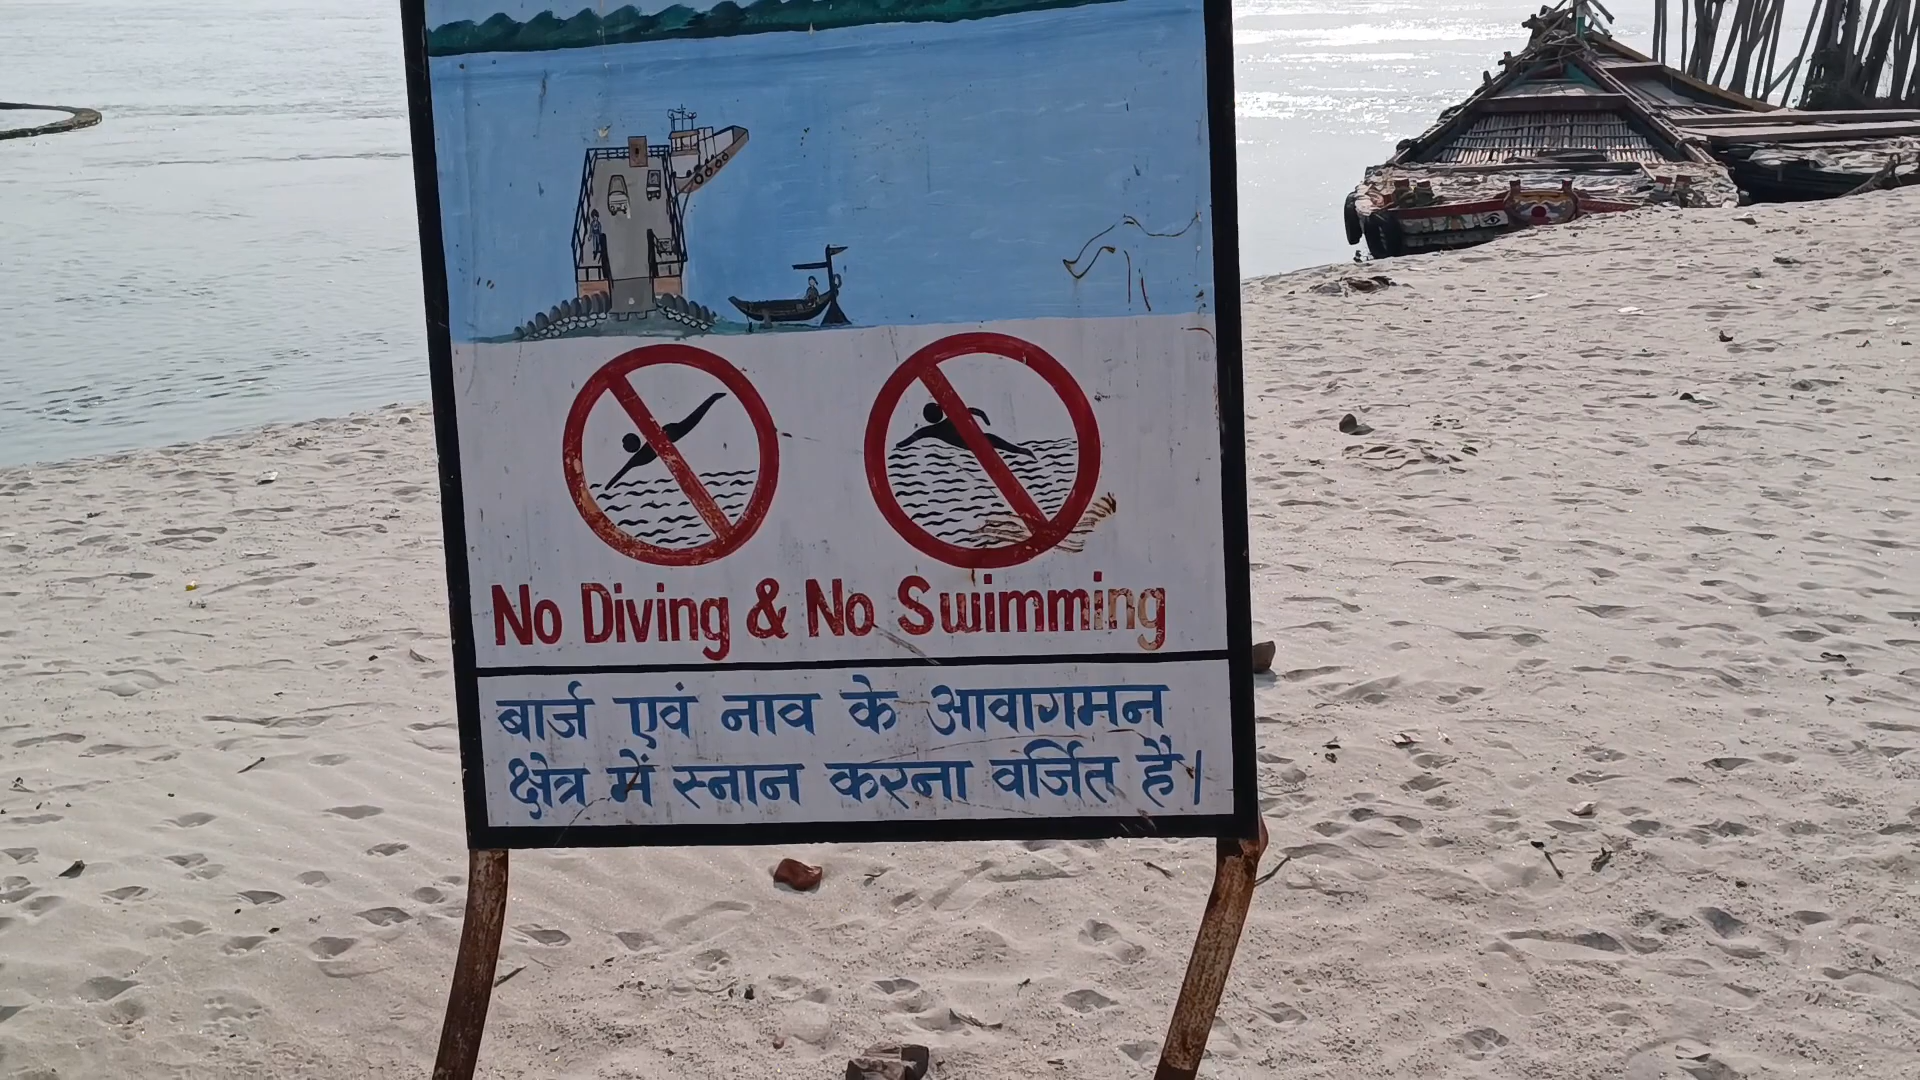 No Diving & No Swimming
बार्ज एवं नाव के आवागमन
क्षेत्र में स्नान करना वर्जित है।